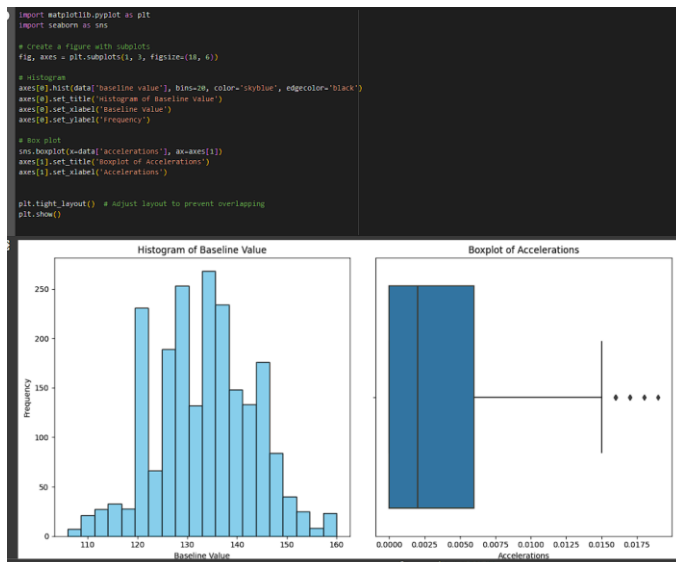 import matplotlib.pyplot as plt
import seaborn as sns
# Create a figure with subplots
fig, axes = plt.subplots(1, 3, figsize=(18, 6))
# Histogram
axes[0].hist(data['baseline value'], bins=20, color='skyblue', edgecolor='black')
axes[0].set_title('Histogram of Baseline Value')
axes[0].set_xlabel('Baseline Value')
axes[0].set_ylabel('Frequency')
# Box plot
sns.boxplot(x=data['accelerations'], ax=axes[1])
axes[1].set_title('Boxplot of Accelerations')
axes[1].set_xlabel('Accelerations')
plt.tight_layout()  # Adjust layout to prevent overlapping
plt.show()
Histogram of Baseline Value
250
200
150
100
50
0
Frequency
110 120 130 140 150 160
Baseline Value
Boxplot of Accelerations
0.0000 0.0025 0.0050 0.0075 0.0100 0.0125 0.0150 0.0175
Accelerations